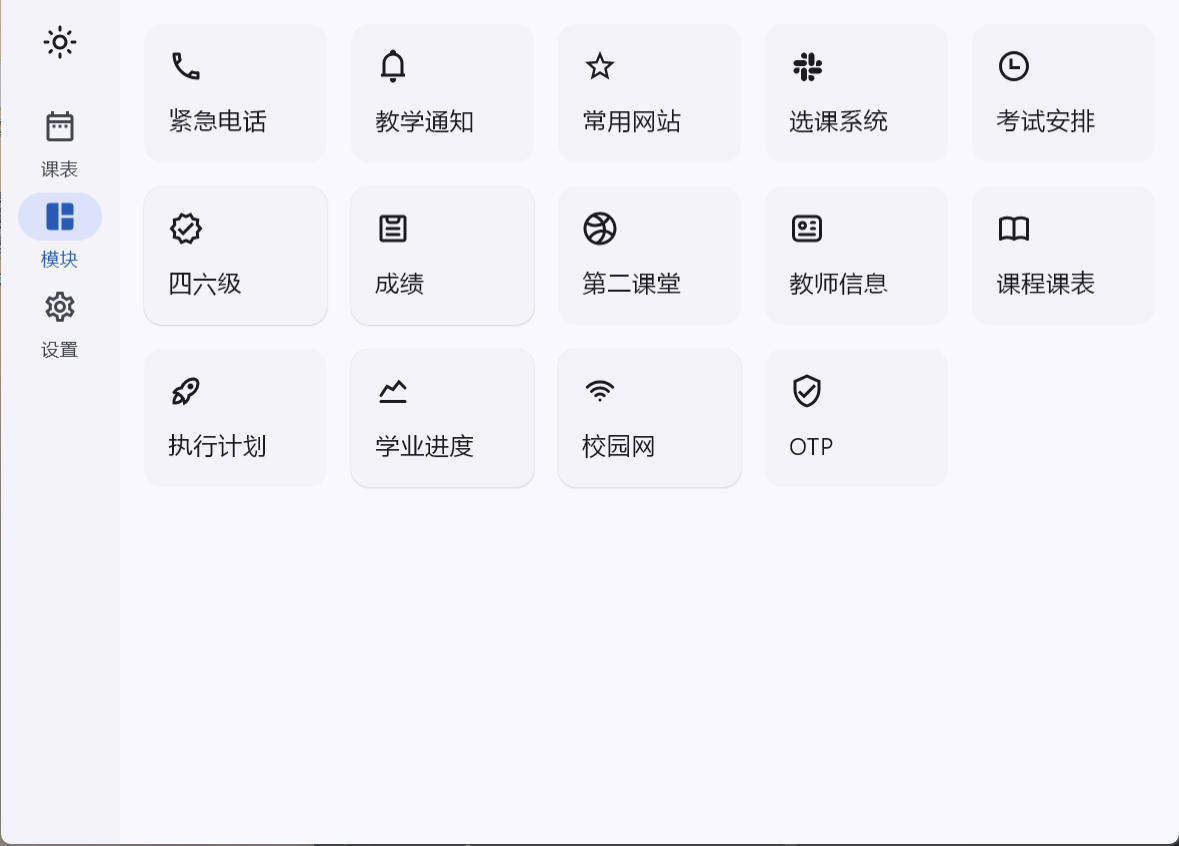 课表
模块
设置
紧急电话
教学通知
常用网站
选课系统
考试安排
四六级
成绩
第二课堂
教师信息
课程课表
执行计划
学业进度
校园网
OTP